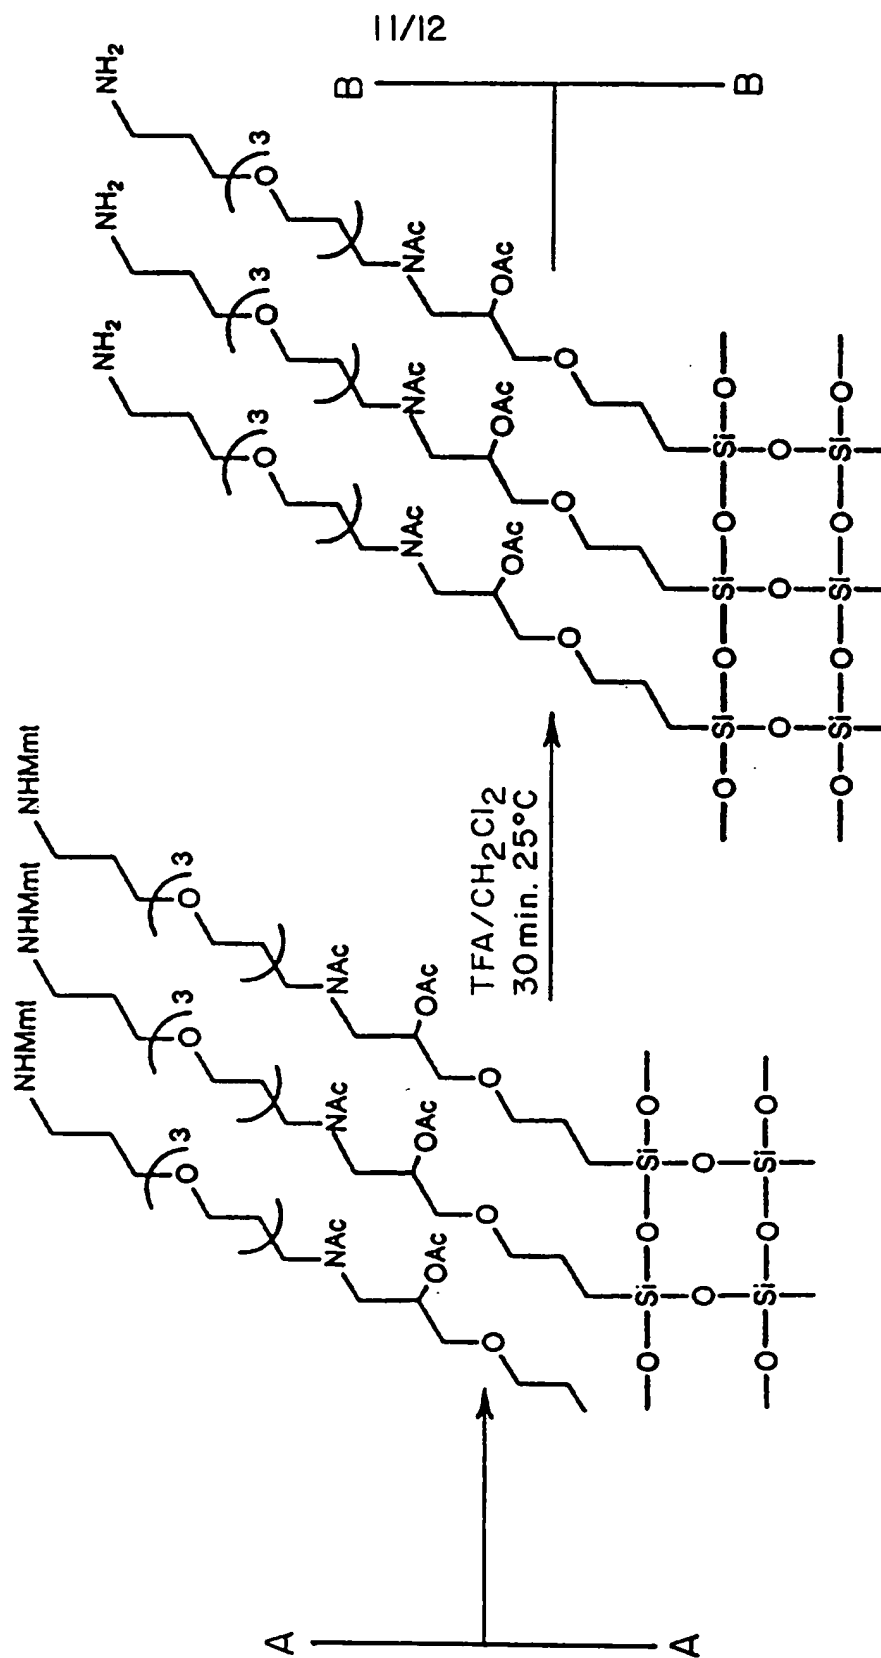 11/12
A
A
NHMmt NHMmt NHMmt
3 3 3
O O O
NAc NAc NAc
OAc OAc OAc
O O O
O Si O Si O
O O
O Si O Si O
TFA/CH2Cl2
30 min. 25°C
NH2 NH2 NH2
3 3 3
O O O
NAc NAc NAc
OAc OAc OAc
O O O
O Si O Si O Si O
O O O
O Si O Si O Si O
B
B